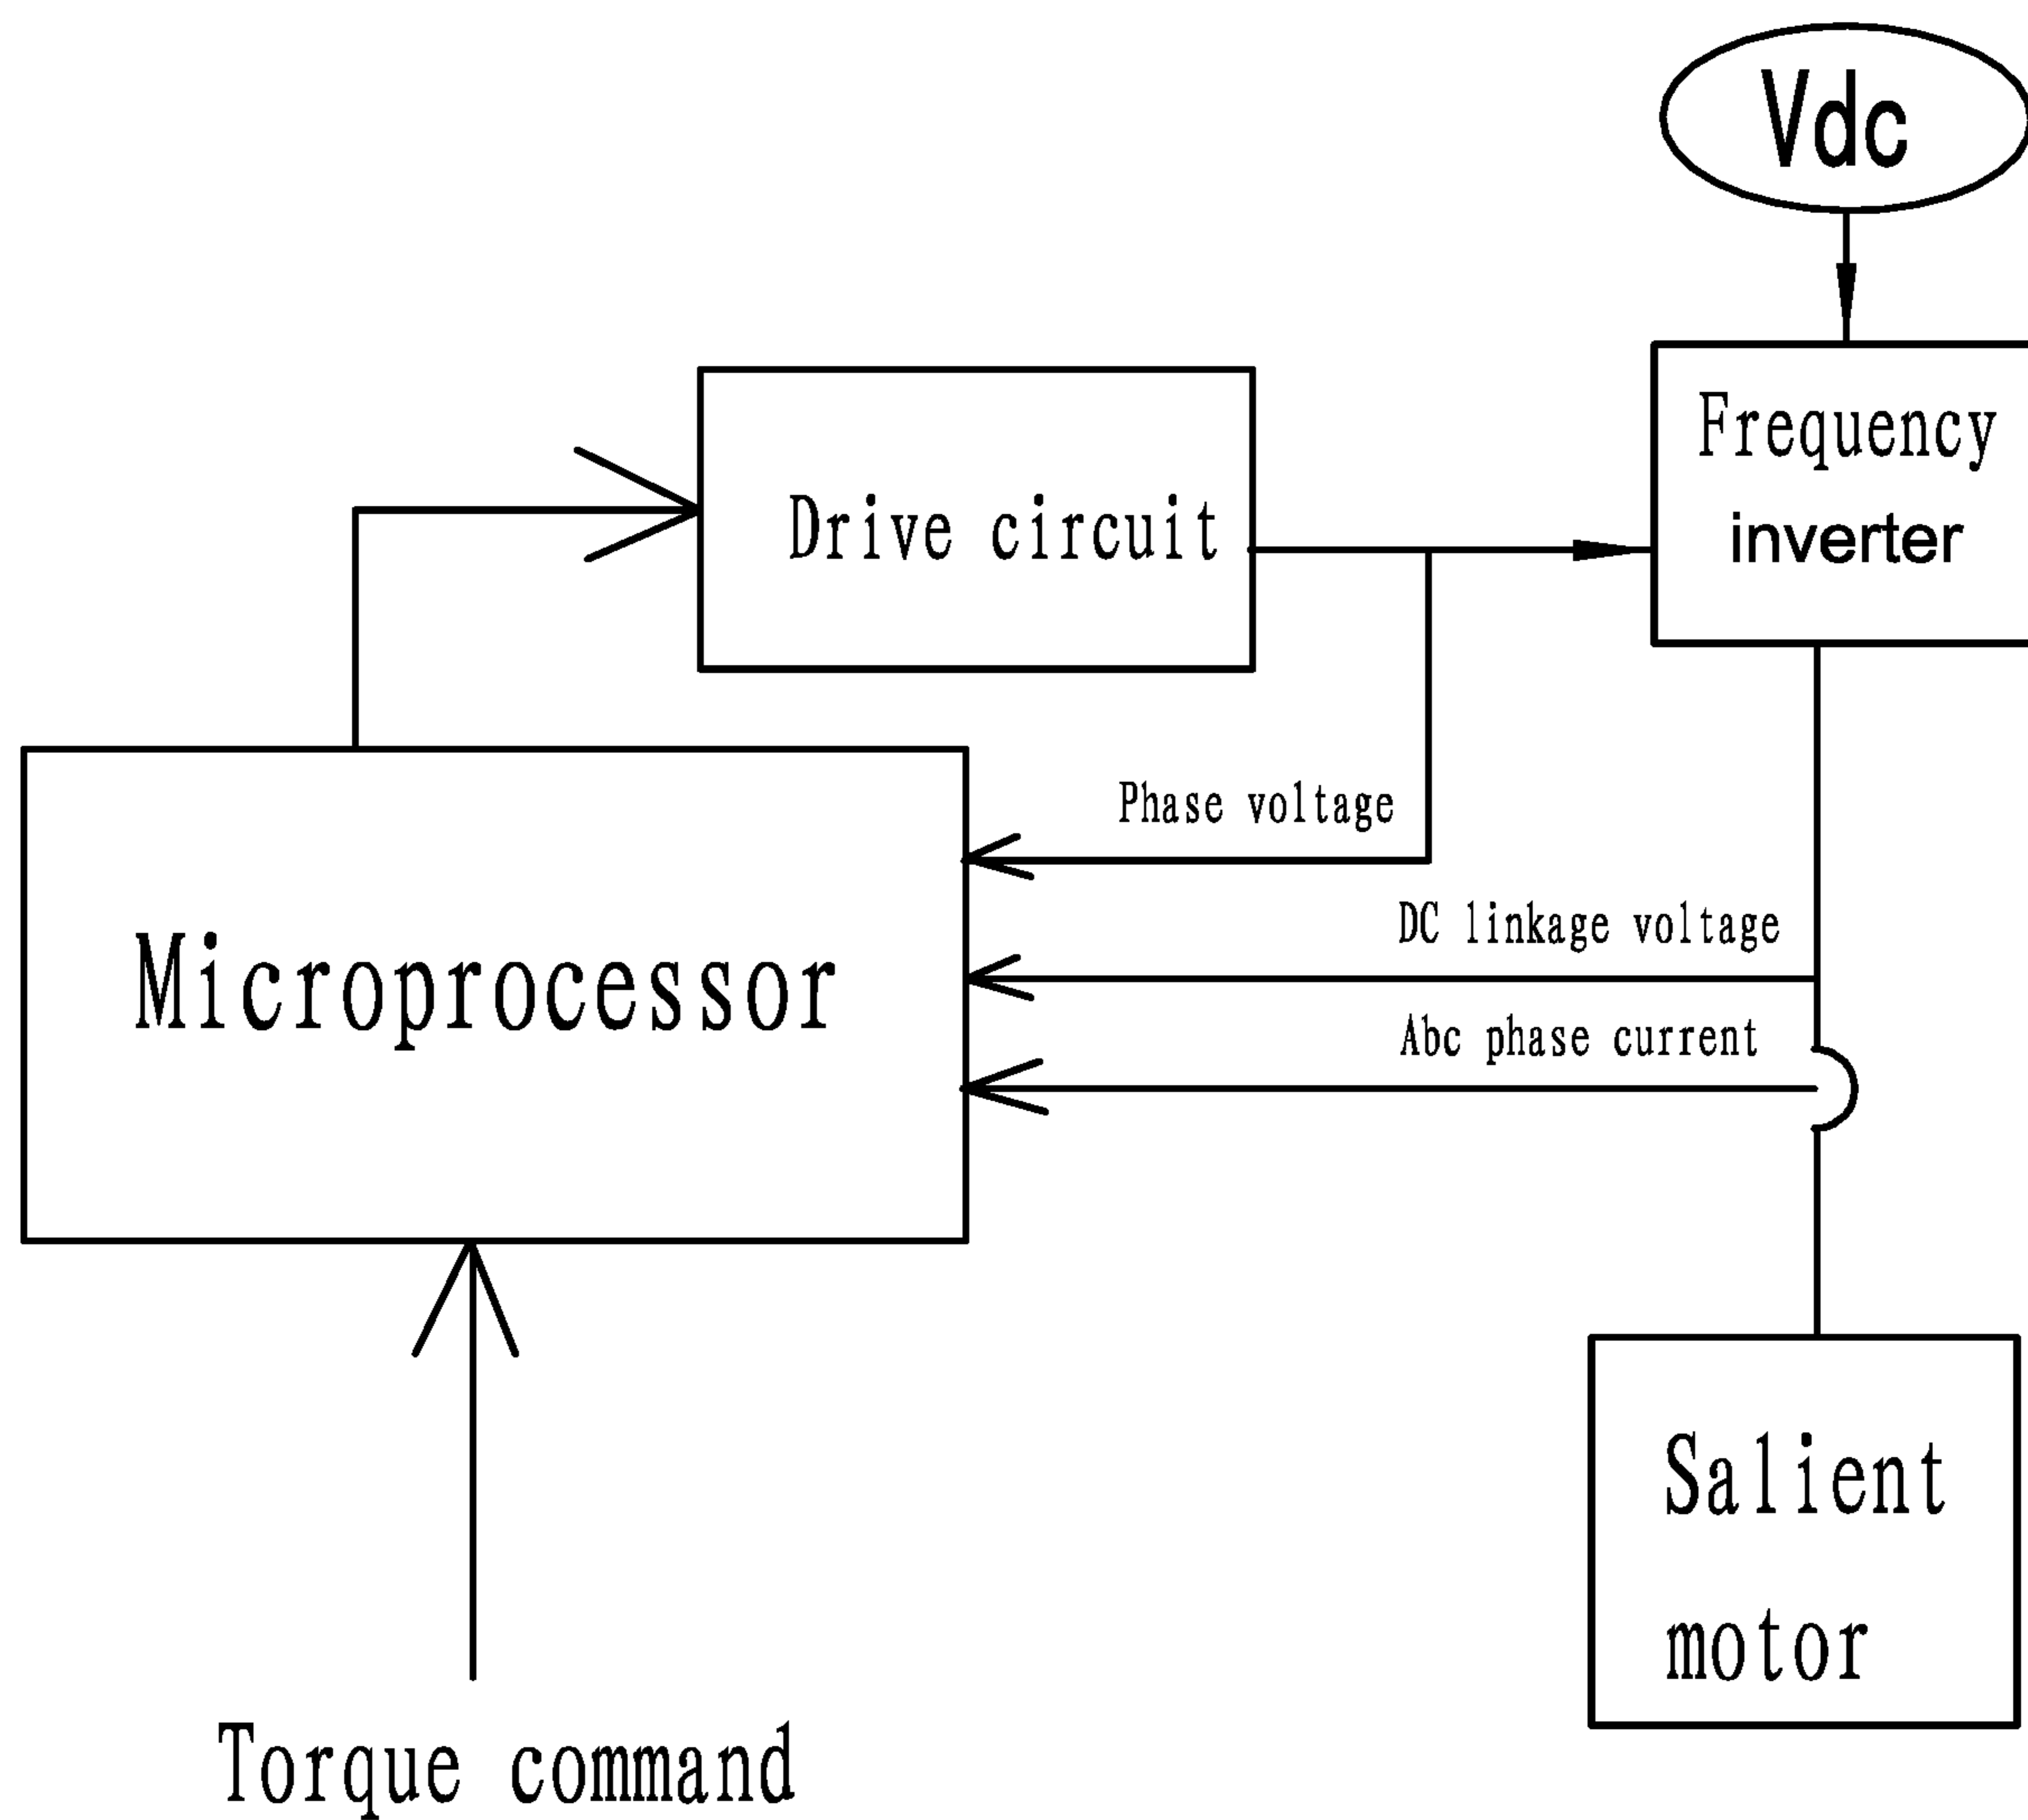 Vdc
Frequency
inverter
Drive circuit
Phase voltage
DC linkage voltage
Microprocessor
Abc phase current
Salient
motor
Torque command